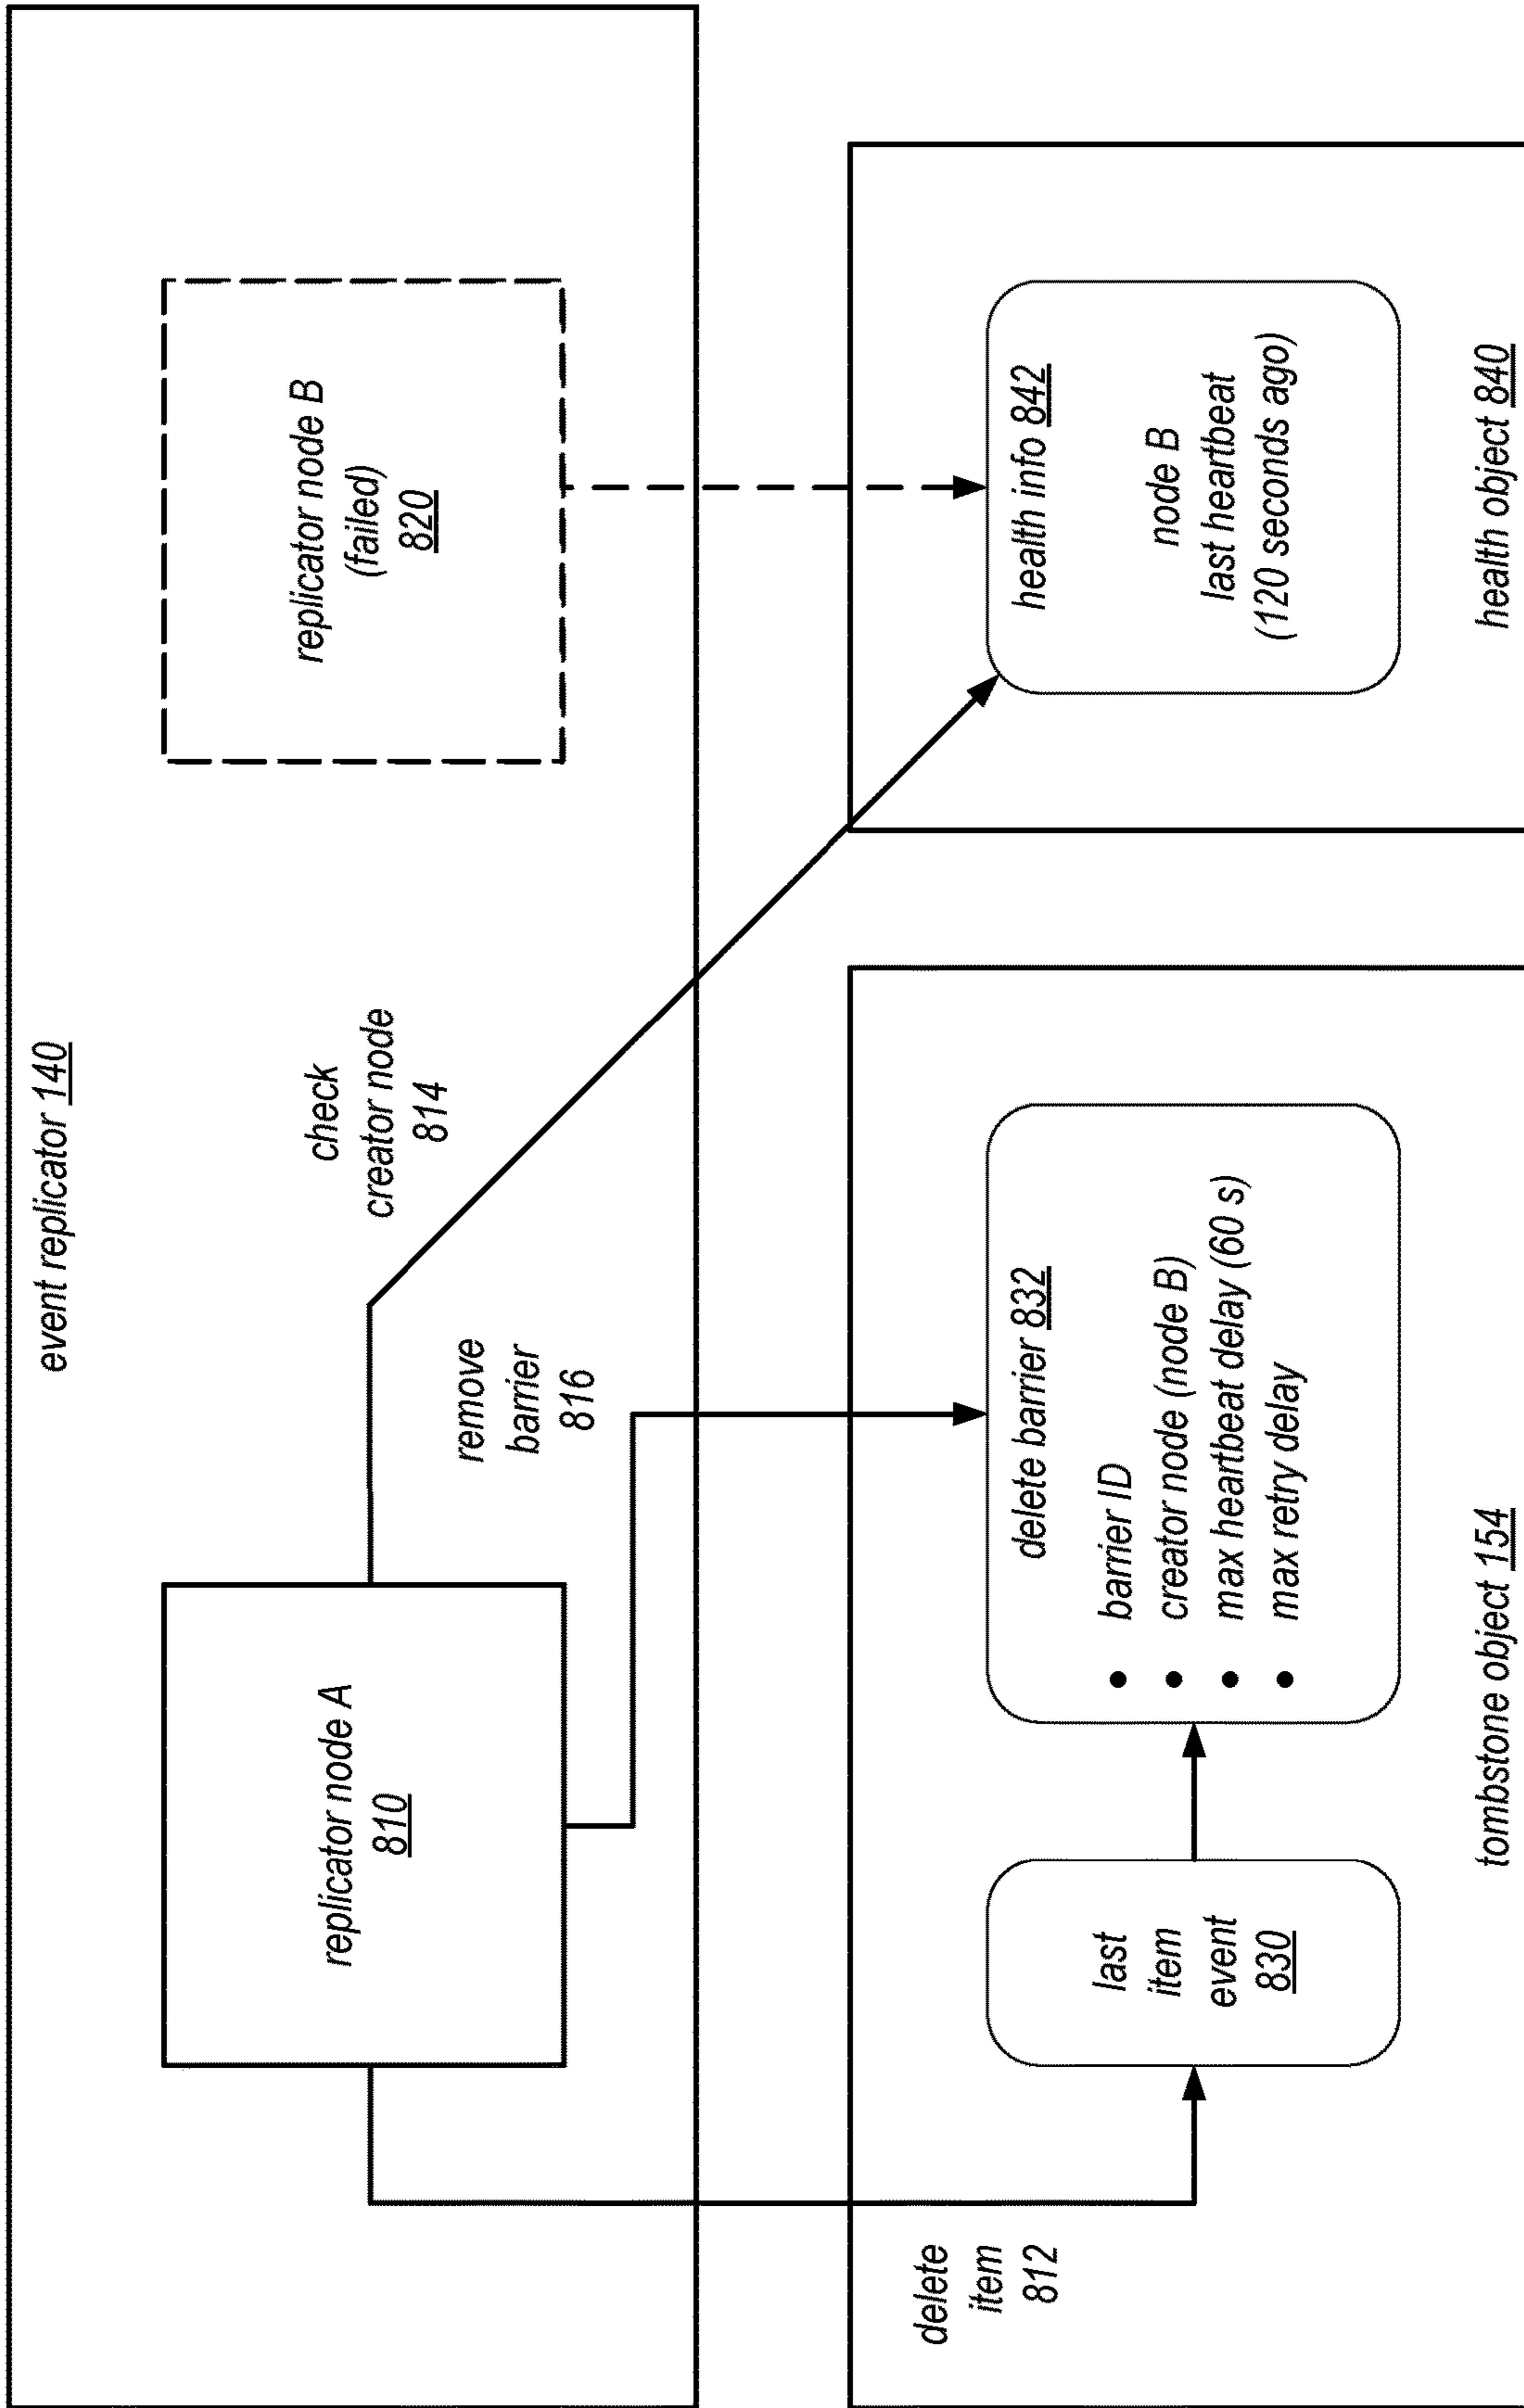 event replicator 140
replicator node A
810
replicator node B
(failed)
820
check
creator node
814
remove
barrier
816
delete
item
812
last
item
event
830
delete barrier 832
• barrier ID
• creator node (node B)
• max heartbeat delay (60 s)
• max retry delay
tombstone object 154
health info 842
node B
last heartbeat
(120 seconds ago)
health object 840